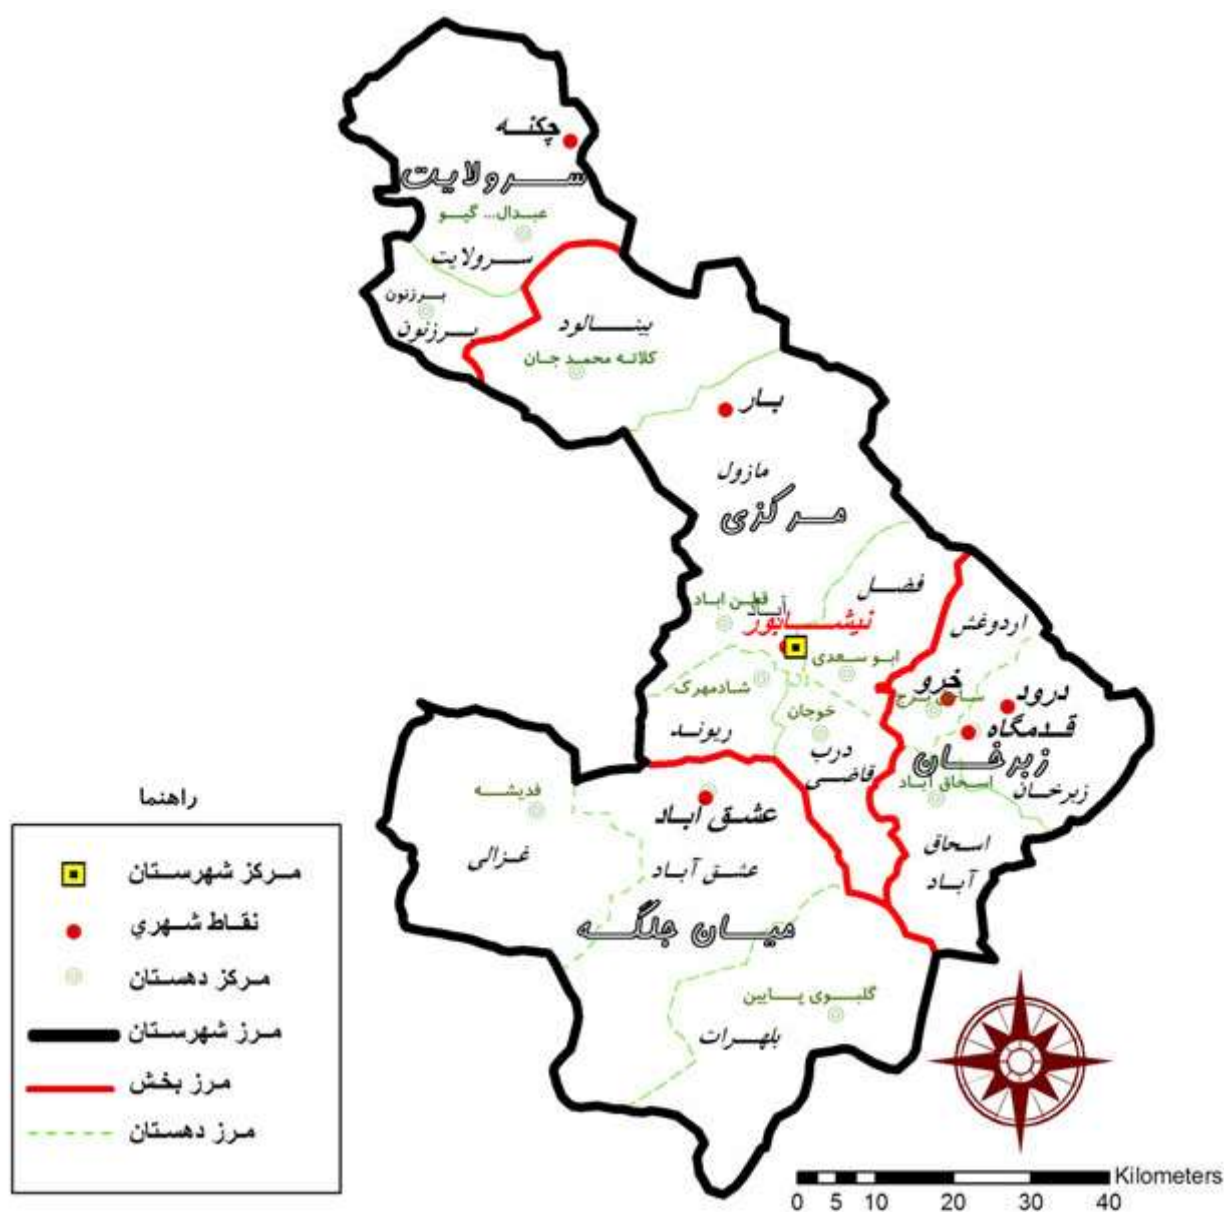 چکنه
سرولایت
عبدال... گیو
سرولایت
برزنون
برزنون
بینالود
کلاته محمد جان
بار
مازول
مرکزی
فضل
قطن اباد
نیشابور
اردوغش
ابو سعدی
شادمهرک
خرو
درود
قدمگاه
خوجان
ریوند
درب
قاضی
زبرخان
اسحاق آباد
زبرخان
فدیشه
عشق آباد
اسحاق
آباد
غزالی
عشق آباد
میان جلگه
گلبوی پایین
بلهرات
راهنما
مرکز شهرستان
نقاط شهري
مرکز دهستان
مرز شهرستان
مرز بخش
مرز دهستان
Kilometers
0 5 10 20 30 40